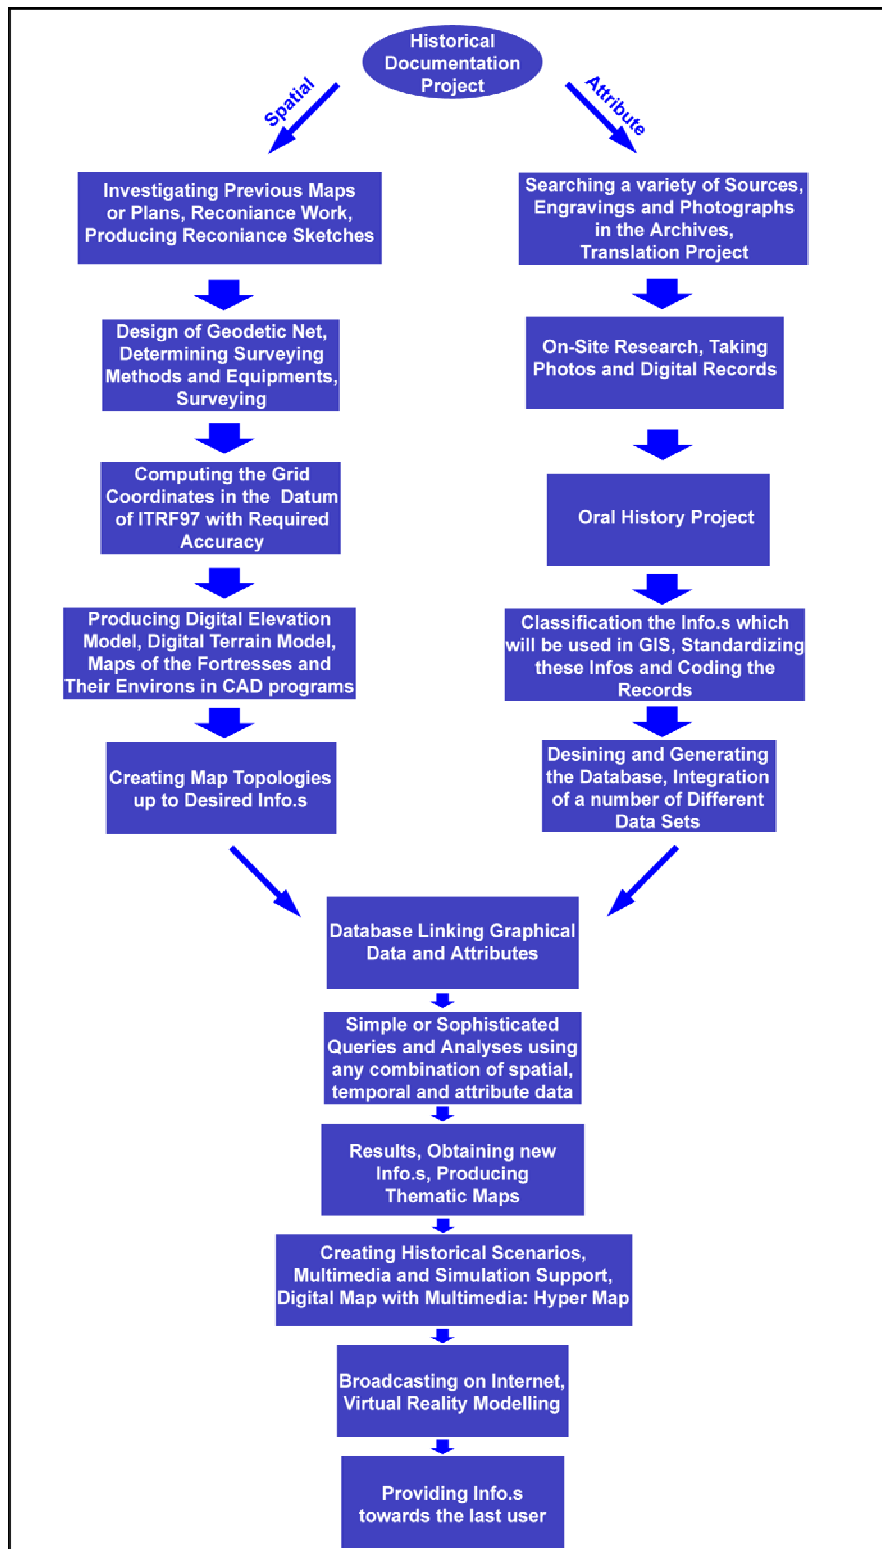 Historical
Documentation
Project
Spatial
Attribute
Investigating Previous Maps
or Plans, Reconiance Work,
Producing Reconiance Sketches
Design of Geodetic Net,
Determining Surveying
Methods and Equipments,
Surveying
Computing the Grid
Coordinates in the Datum
of ITRF97 with Required
Accuracy
Producing Digital Elevation
Model, Digital Terrain Model,
Maps of the Fortresses and
Their Environs in CAD programs
Creating Map Topologies
up to Desired Info.s
Searching a variety of Sources,
Engravings and Photographs
in the Archives,
Translation Project
On-Site Research, Taking
Photos and Digital Records
Oral History Project
Classification the Info.s which
will be used in GIS, Standardizing
these Infos and Coding the
Records
Desining and Generating
the Database, Integration
of a number of Different
Data Sets
Database Linking Graphical
Data and Attributes
Simple or Sophisticated
Queries and Analyses using
any combination of spatial,
temporal and attribute data
Results, Obtaining new
Info.s, Producing
Thematic Maps
Creating Historical Scenarios,
Multimedia and Simulation Support,
Digital Map with Multimedia: Hyper Map
Broadcasting on Internet,
Virtual Reality Modelling
Providing Info.s
towards the last user